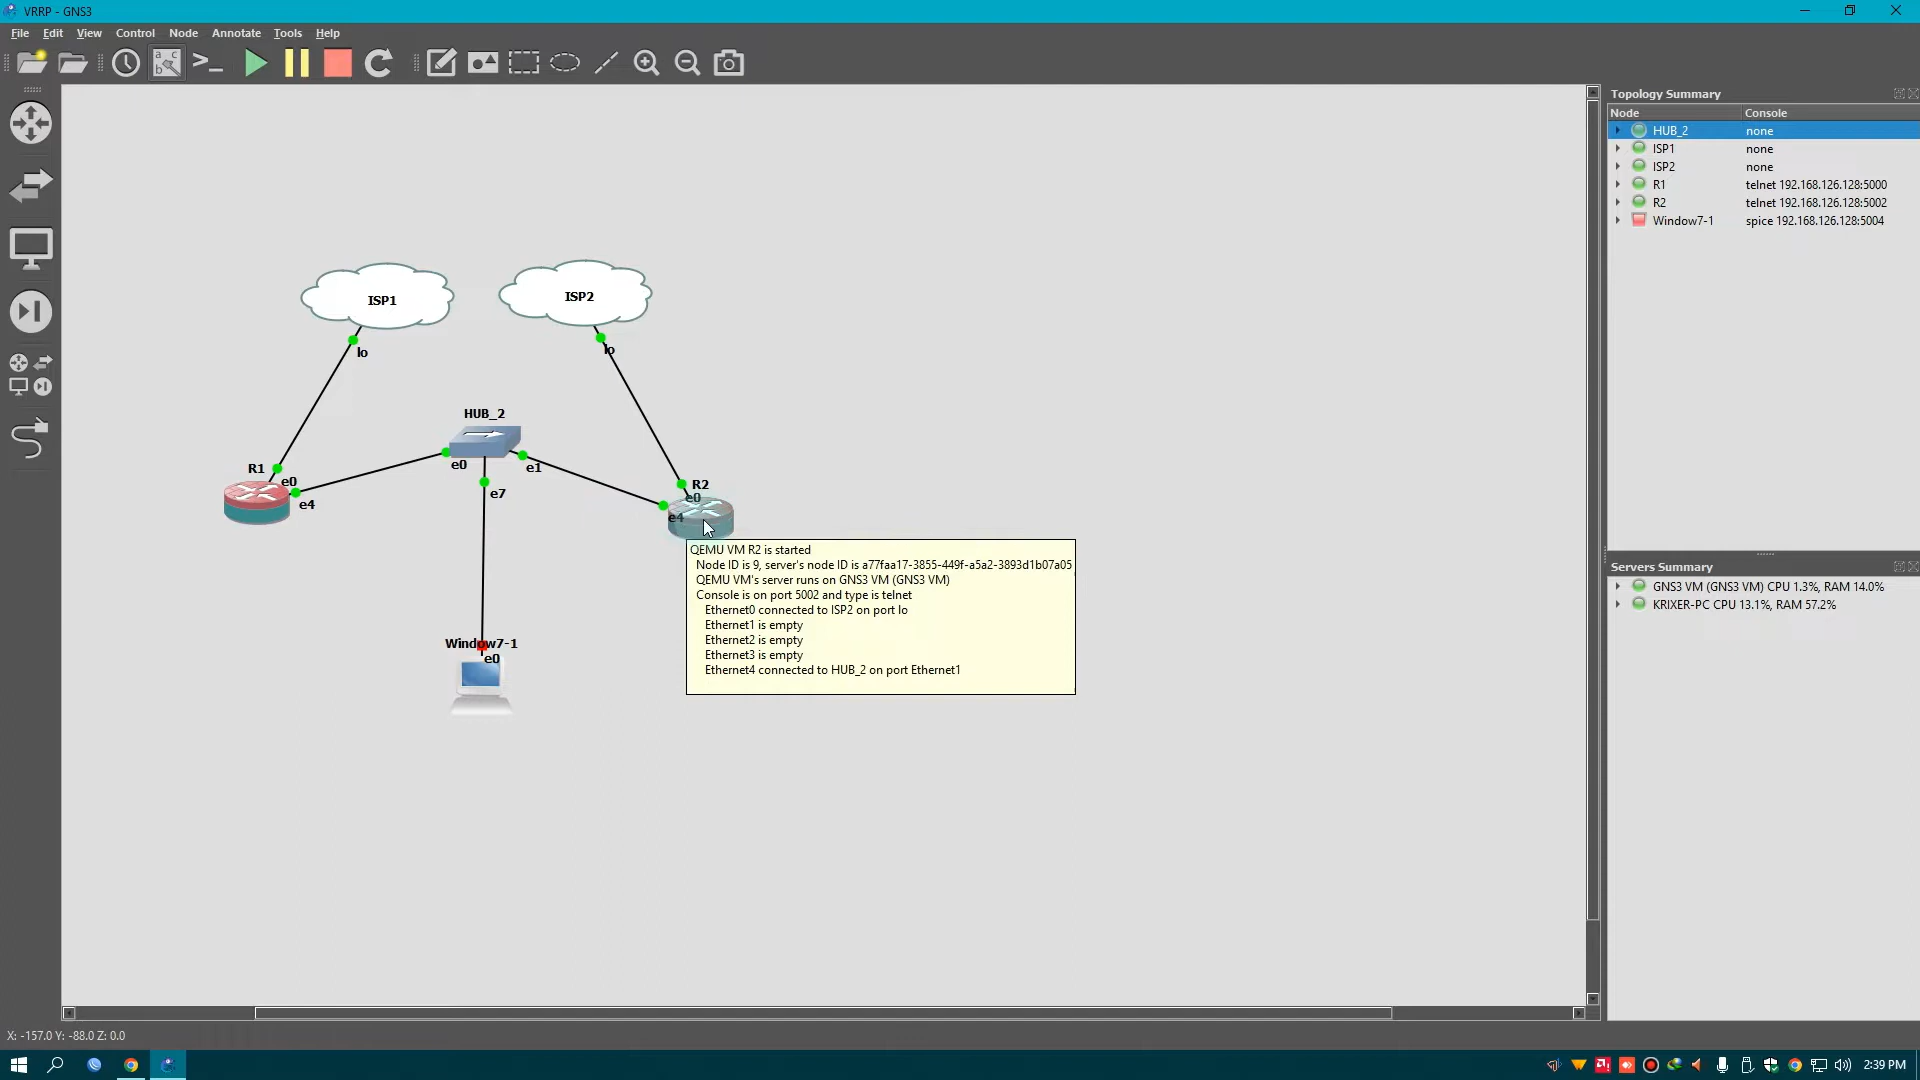 VRRP - GNS3
File Edit View Control Node Annotate Tools Help
Topology Summary
Node Console
HUB_2 none
ISP1 none
ISP2 none
R1 telnet 192.168.126.128:5000
R2 telnet 192.168.126.128:5002
Window7-1 spice 192.168.126.128:5004
ISP1
ISP2
lo
lo
HUB_2
R1
e0
e0
e1
e4
e7
R2
e0
e4
QEMU VM R2 is started
Node ID is 9, server's node ID is a77faa17-3855-449f-a5a2-3893d1b07a05
QEMU VM's server runs on GNS3 VM (GNS3 VM)
Console is on port 5002 and type is telnet
Ethernet0 connected to ISP2 on port lo
Ethernet1 is empty
Ethernet2 is empty
Ethernet3 is empty
Ethernet4 connected to HUB_2 on port Ethernet1
Window7-1
e0
Servers Summary
GNS3 VM (GNS3 VM) CPU 1.3%, RAM 14.0%
KRIXER-PC CPU 13.1%, RAM 57.2%
X: -157.0 Y: -88.0 Z: 0.0
2:39 PM